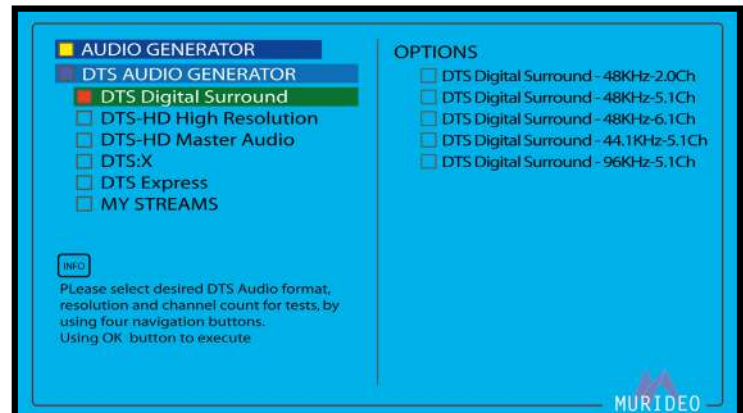 AUDIO GENERATOR
DTS AUDIO GENERATOR
DTS Digital Surround
DTS-HD High Resolution
DTS-HD Master Audio
DTS:X
DTS Express
MY STREAMS
INFO
PLease select desired DTS Audio format,
resolution and channel count for tests, by
using four navigation buttons.
Using OK button to execute
OPTIONS
DTS Digital Surround - 48KHz-2.0Ch
DTS Digital Surround - 48KHz-5.1Ch
DTS Digital Surround - 48KHz-6.1Ch
DTS Digital Surround - 44.1KHz-5.1Ch
DTS Digital Surround - 96KHz-5.1Ch
MURIDEO